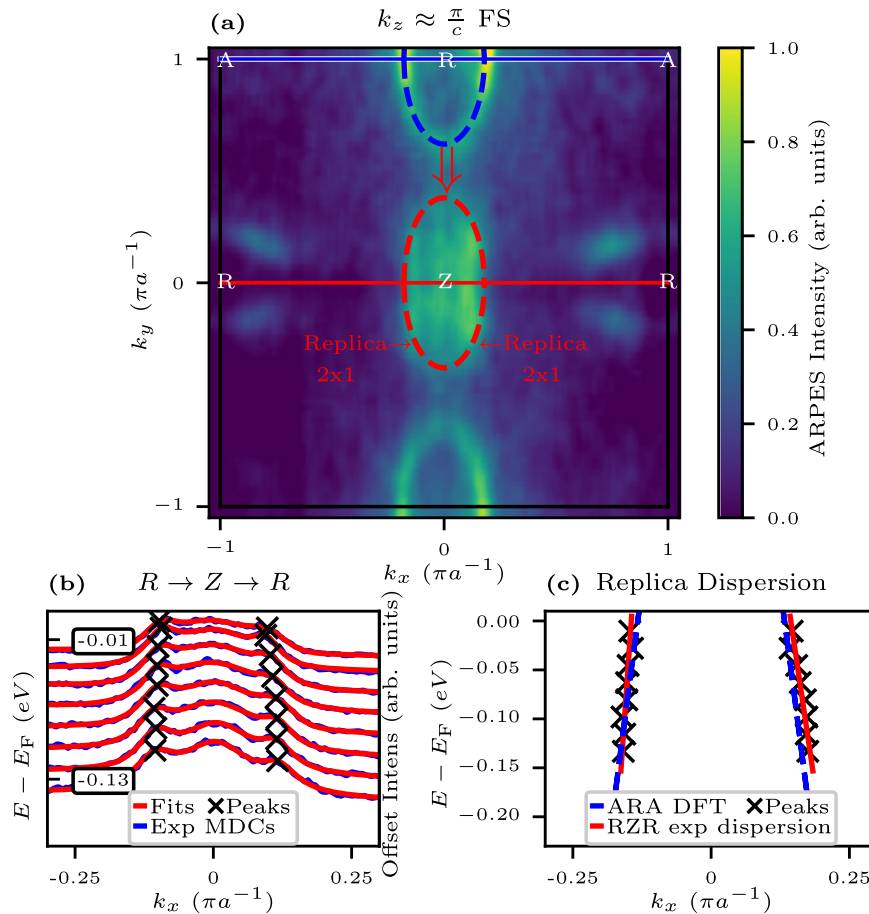 (a)
k_z ≈ π/c FS
A R A
1
R Z R
0
Replica→ ←Replica
2x1 2x1
−1
k_y (πa⁻¹)
−1 0 1
k_x (πa⁻¹)
1.0
0.8
0.6
0.4
0.2
0.0
ARPES Intensity (arb. units)
(b) R → Z → R
-0.01
-0.13
E − E_F (eV)
Fits Peaks
Exp MDCs
-0.25 0 0.25
k_x (πa⁻¹)
Offset Intens (arb. units)
(c) Replica Dispersion
0.00
−0.05
−0.10
−0.15
−0.20
E − E_F (eV)
ARA DFT Peaks
RZR exp dispersion
-0.25 0 0.25
k_x (πa⁻¹)